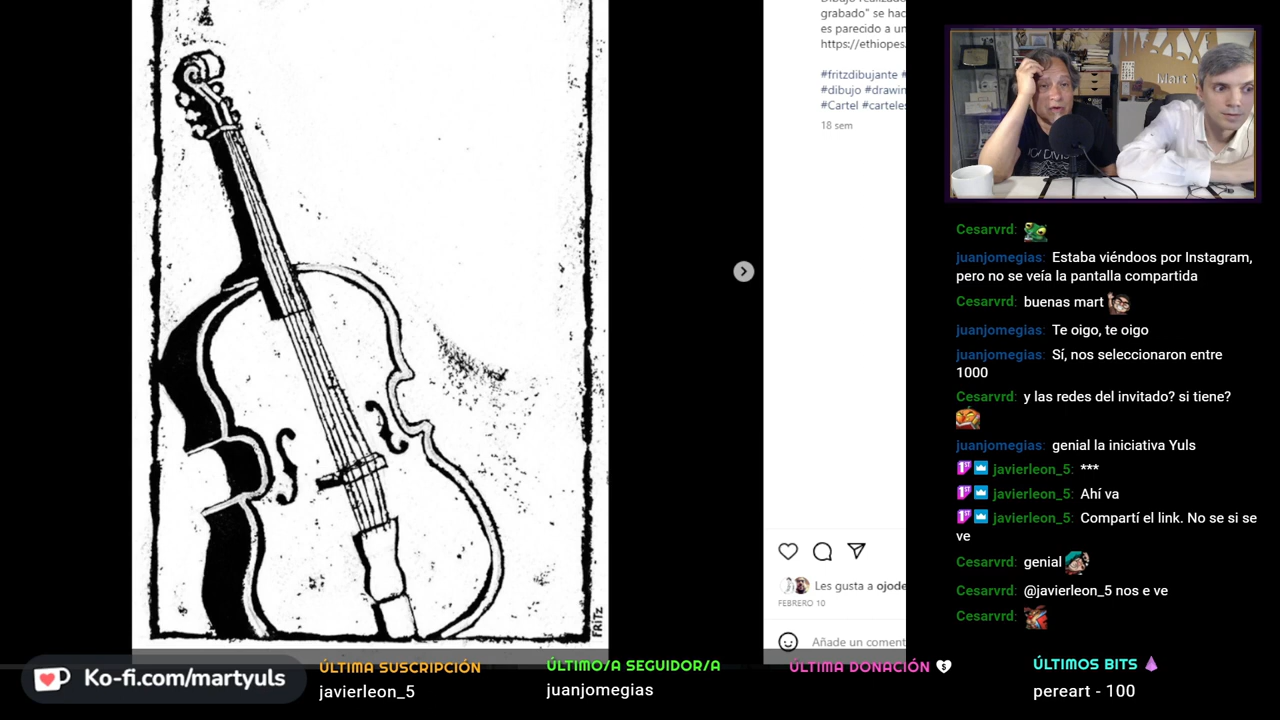 grabado" se hac
es parecido a un
https://ethiopes.
#fritzdibujante #
#dibujo #drawin
#Cartel #carteles
18 sem
Les gusta a ojode
FEBRERO 10
Añade un coment
FRiTZ
Cesarvrd:
juanjomegias: Estaba viéndoos por Instagram,
pero no se veía la pantalla compartida
Cesarvrd: buenas mart
juanjomegias: Te oigo, te oigo
juanjomegias: Sí, nos seleccionaron entre
1000
Cesarvrd: y las redes del invitado? si tiene?
juanjomegias: genial la iniciativa Yuls
javierleon_5: ***
javierleon_5: Ahí va
javierleon_5: Compartí el link. No se si se
ve
Cesarvrd: genial
Cesarvrd: @javierleon_5 nos e ve
Cesarvrd:
Ko-fi.com/martyuls
ÚLTIMA SUSCRIPCIÓN
javierleon_5
ÚLTIMO/A SEGUIDOR/A
juanjomegias
ÚLTIMA DONACIÓN
ÚLTIMOS BITS
pereart - 100